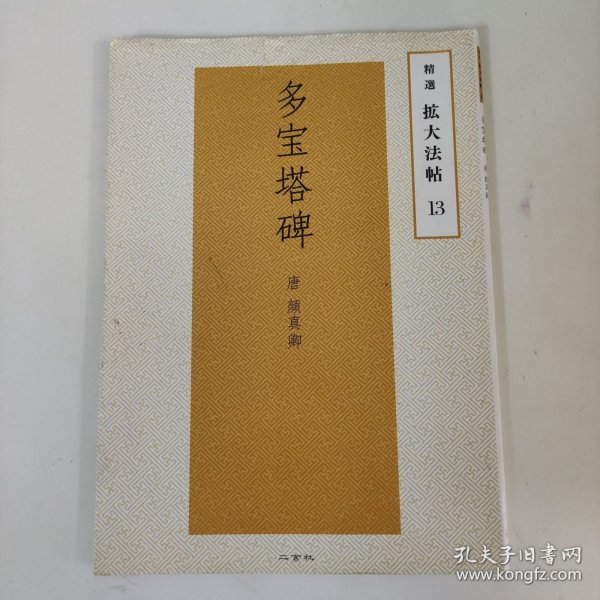 精選
拡大法帖
13
多宝塔碑
唐 顔真卿
二玄社
孔夫子旧书网
www.kongfz.com